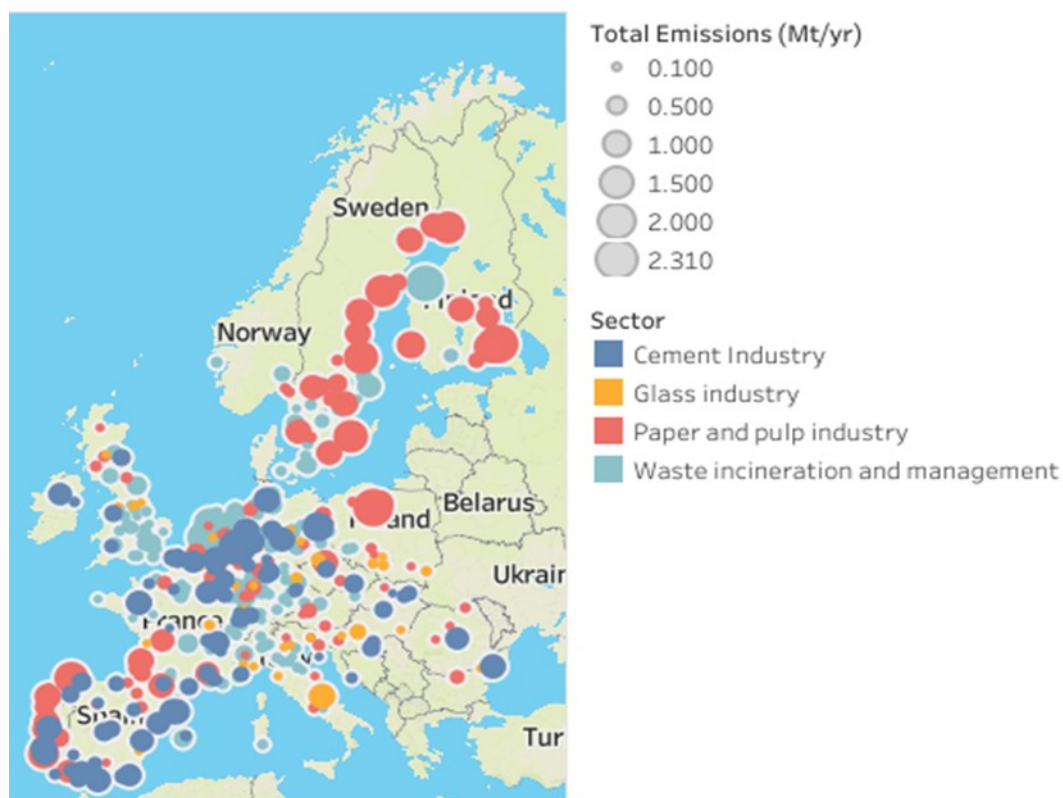 Sweden
Norway
Belarus
Total Emissions (Mt/yr)
0.100
0.500
1.000
1.500
2.000
2.310
Sector
Cement Industry
Glass industry
Paper and pulp industry
Waste incineration and management